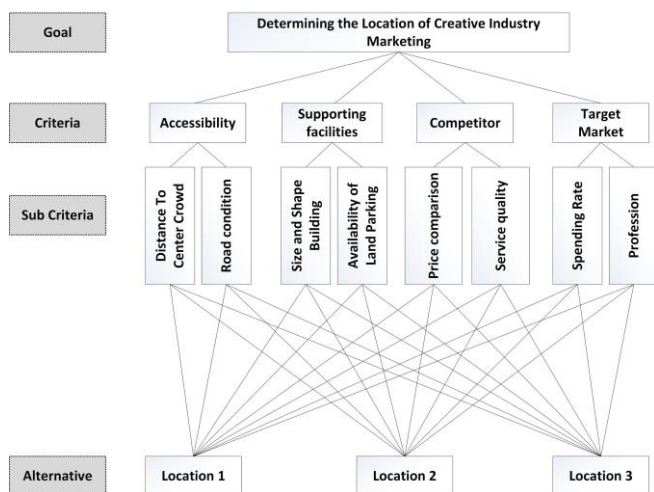 Goal
Determining the Location of Creative Industry
Marketing
Criteria
Accessibility
Supporting
facilities
Competitor
Target
Market
Sub Criteria
Distance To
Center Crowd
Road condition
Size and Shape
Building
Availability of
Land Parking
Price comparison
Service quality
Spending Rate
Profession
Alternative
Location 1
Location 2
Location 3